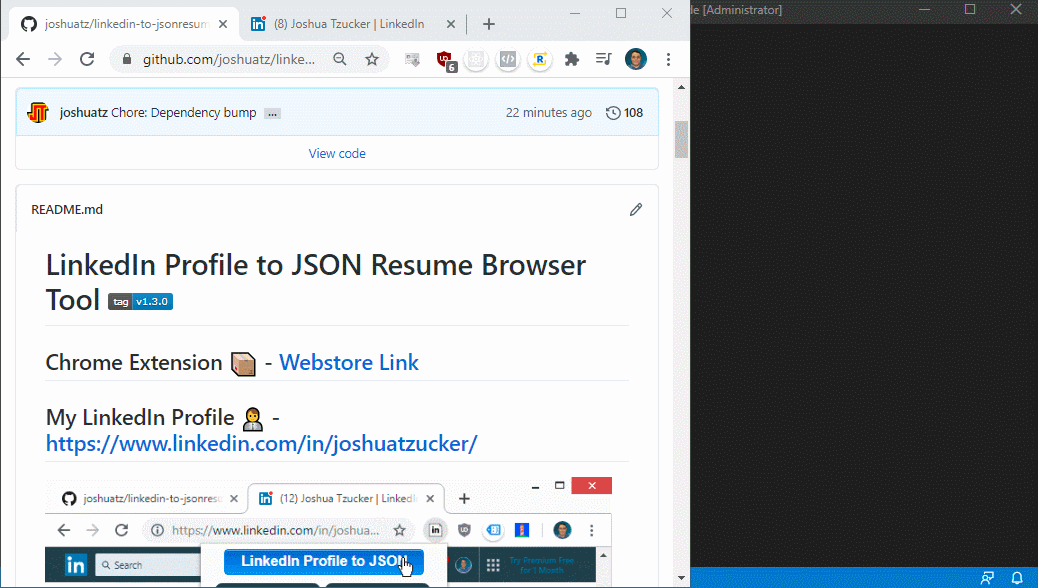 joshuatz/linkedin-to-jsonresum
(8) Joshua Tzucker | LinkedIn
de [Administrator]
github.com/joshuatz/linke...
6
R
joshuatz Chore: Dependency bump ...
22 minutes ago
108
View code
README.md
LinkedIn Profile to JSON Resume Browser
Tool tag v1.3.0
Chrome Extension 📦 - Webstore Link
My LinkedIn Profile 👨‍💼 -
https://www.linkedin.com/in/joshuatzucker/
joshuatz/linkedin-to-jsonres
(12) Joshua Tzucker | Linked
https://www.linkedin.com/in/joshua...
in
in
Search
LinkedIn Profile to JSON
Try Premium Free
for 1 Month